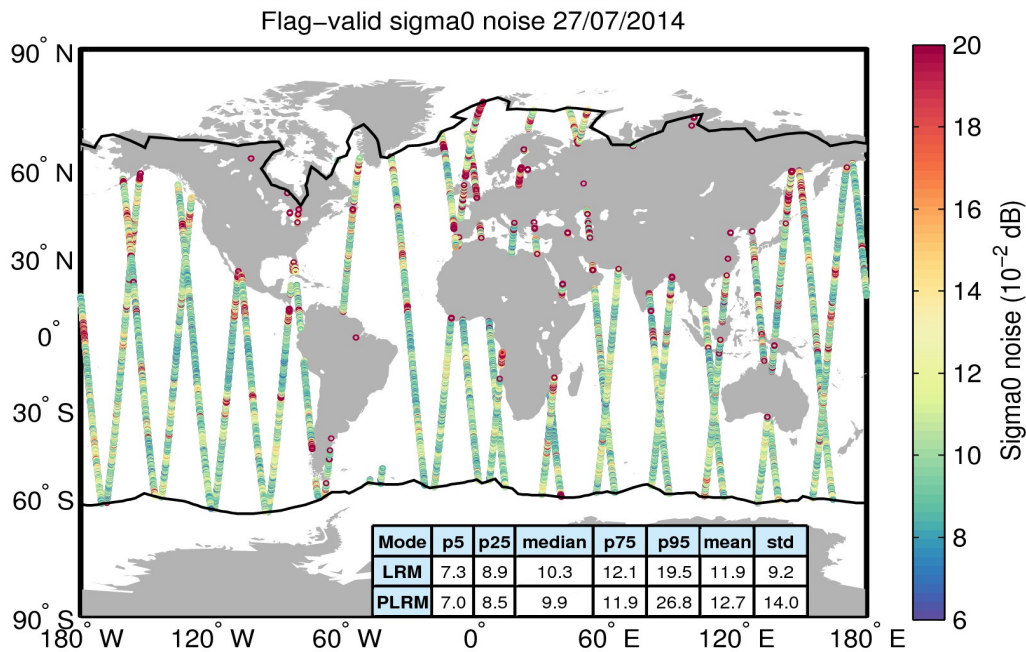 Flag−valid sigma0 noise 27/07/2014
90° N
60° N
30° N
0°
30° S
60° S
90° S
180° W
120° W
60° W
0°
60° E
120° E
180° E
Mode p5 p25 median p75 p95 mean std
LRM 7.3 8.9 10.3 12.1 19.5 11.9 9.2
PLRM 7.0 8.5 9.9 11.9 26.8 12.7 14.0
20
18
16
14
12
10
8
6
Sigma0 noise (10⁻² dB)